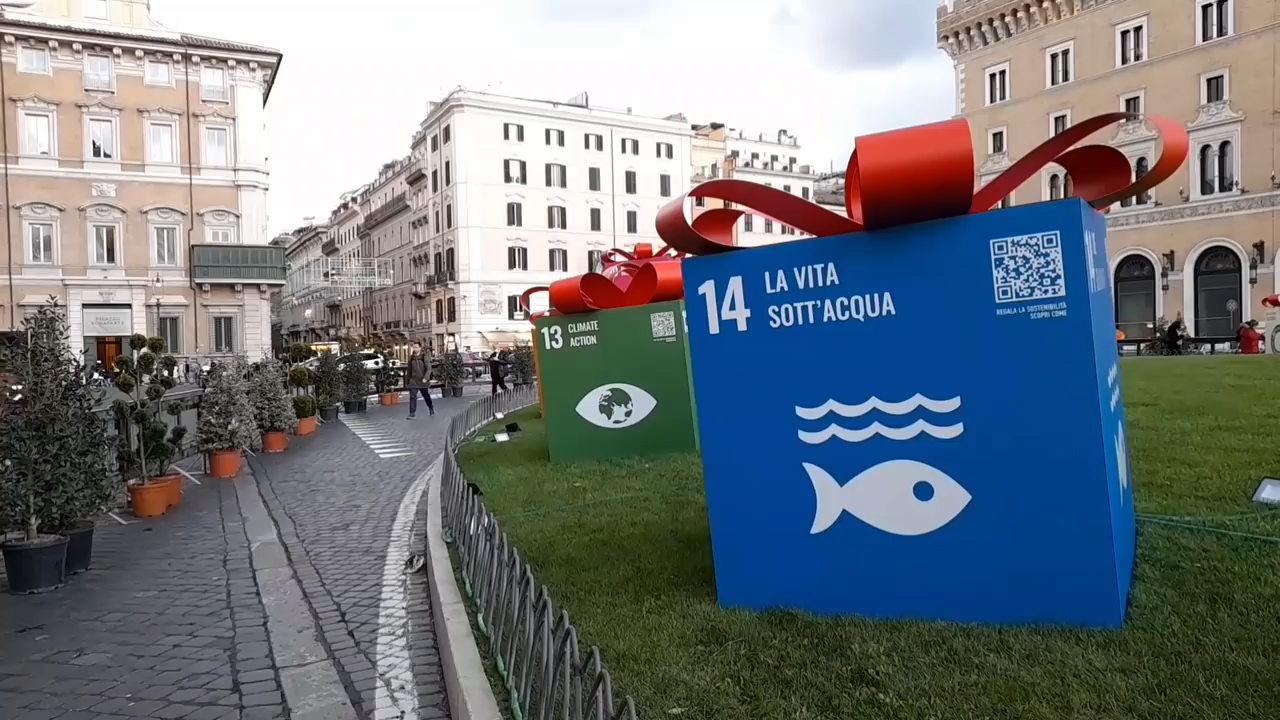 14
LA VITA
SOTT'ACQUA
REGALA LA SOSTENIBILITÀ
SCOPRI COME
13
CLIMATE
ACTION